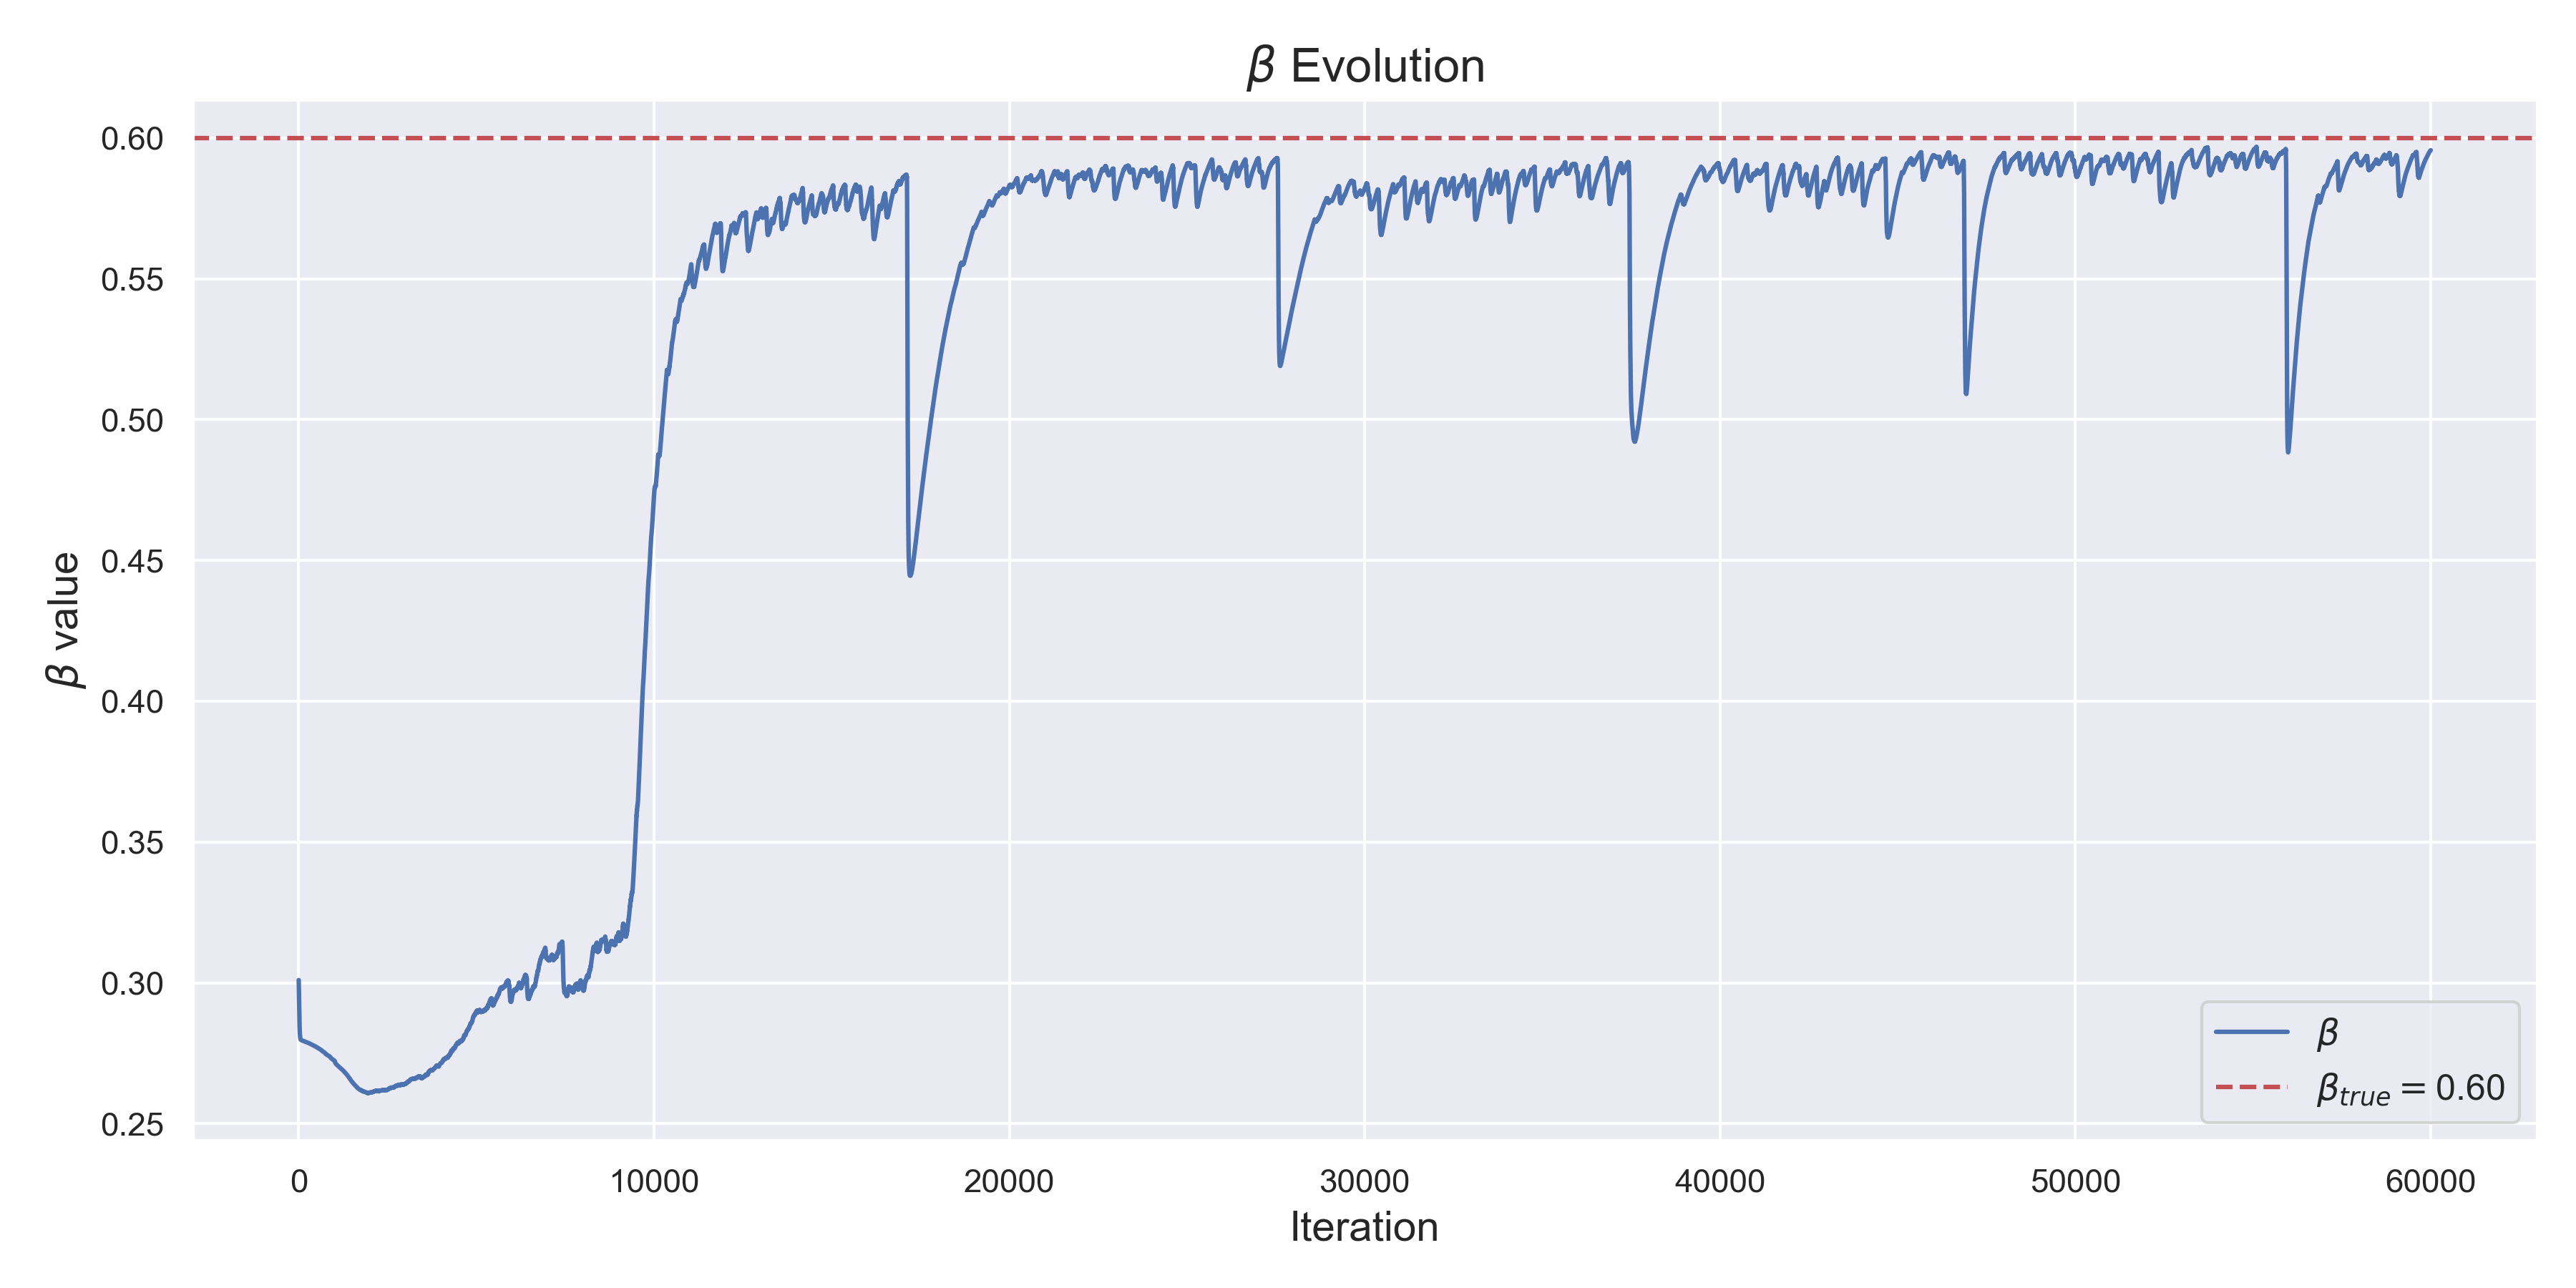 β Evolution
β value
0.60
0.55
0.50
0.45
0.40
0.35
0.30
0.25
0 10000 20000 30000 40000 50000 60000
Iteration
β
β_true = 0.60